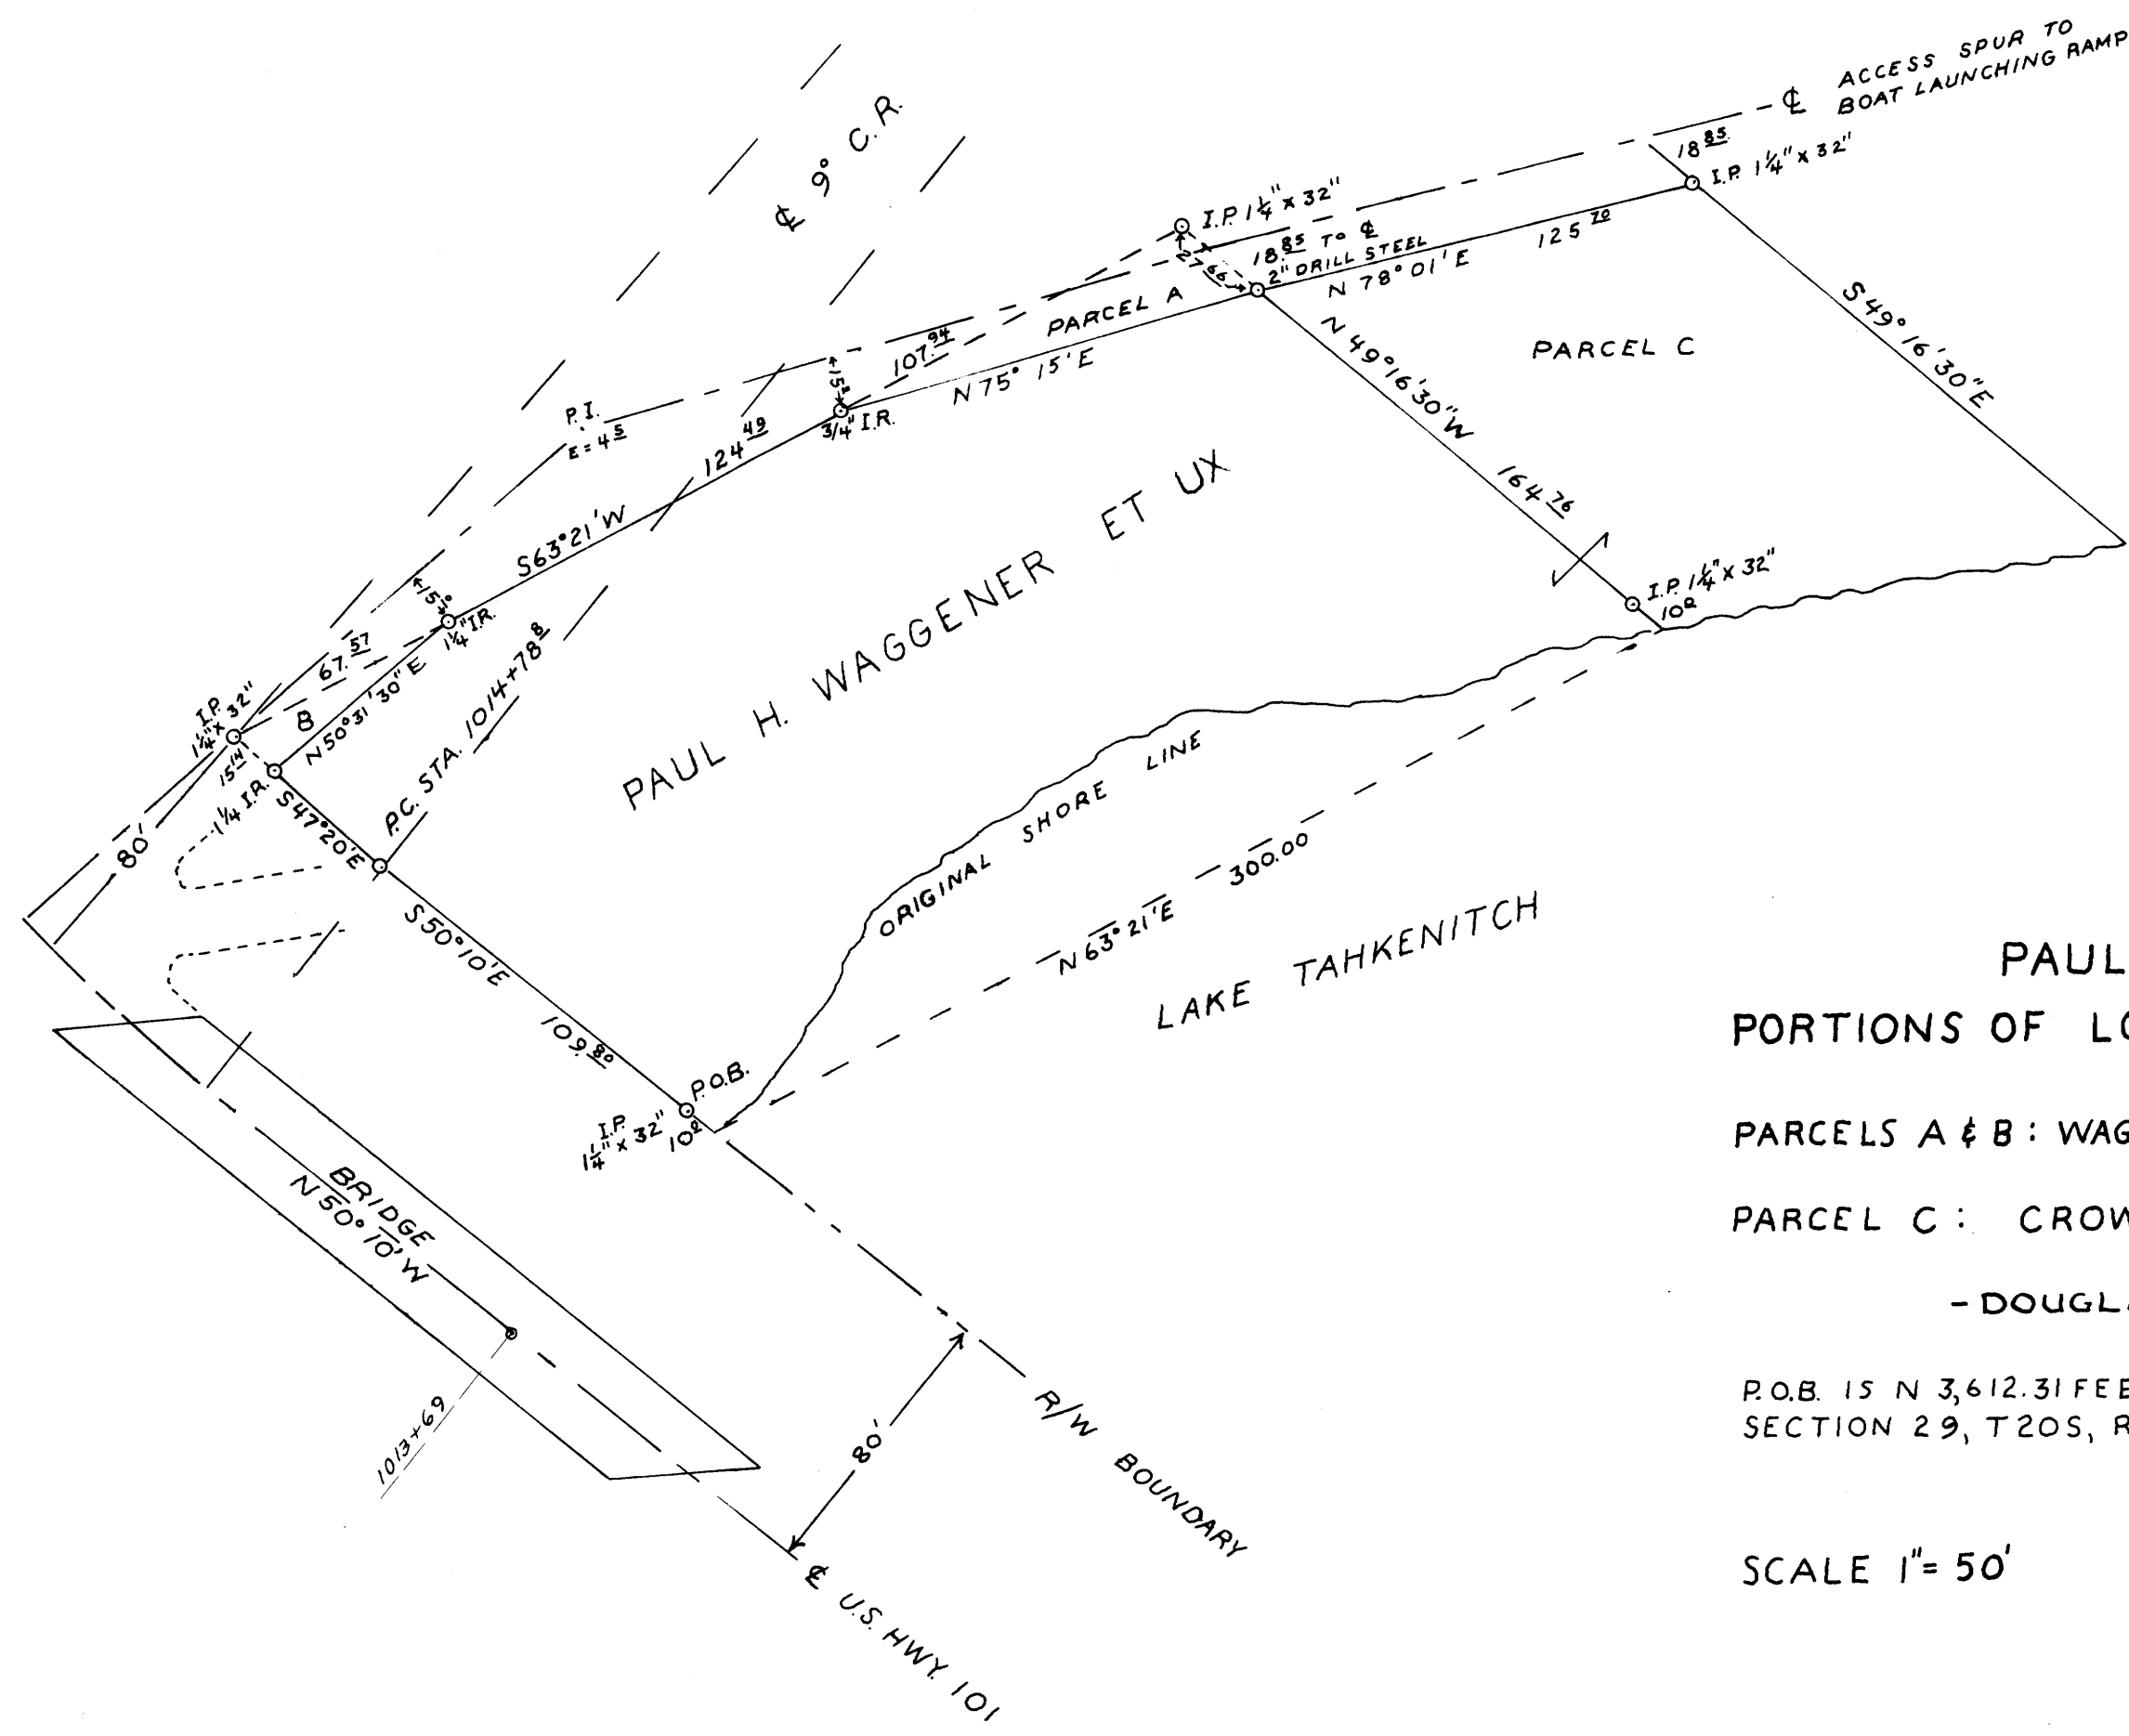 ℄ ACCESS SPUR TO
BOAT LAUNCHING RAMP
℄ 9° C.R.
18 85
I.P. 1¼" x 32"
I.P. 1¼" x 32"
18 85 TO ℄
2" DRILL STEEL
27 66
125 70
N 78° 01' E
PARCEL A
107. 94
N 75° 15' E
15°
3/4" I.R.
P.I.
E = 4 5
124 49
S 63° 21' W
N 49° 16' 30" W
164 76
PARCEL C
S 49° 16' 30" E
I.P. 1¼" x 32"
10 0
PAUL H. WAGGENER ET UX
15 0
1¼" I.R.
67. 57
B
N 50° 31' 30" E
I.P.
1¼" x 32"
15 14
1¼ I.R.
80'
S 47° 20' E
P.C. STA. 1014+78 8
S 50° 10' E
109. 80
P.O.B.
I.P.
1¼" x 32"
10 0
ORIGINAL SHORE LINE
N 63° 21' E 300.00
LAKE TAHKENITCH
BRIDGE
N 50° 10' W
1013+69
80'
R/W BOUNDARY
℄ U.S. HWY. 101
PAUL
PORTIONS OF LO
PARCELS A & B : WAG
PARCEL C : CROW
- DOUGLA
P.O.B. IS N 3,612.31 FEE
SECTION 29, T 20 S, R
SCALE 1" = 50'